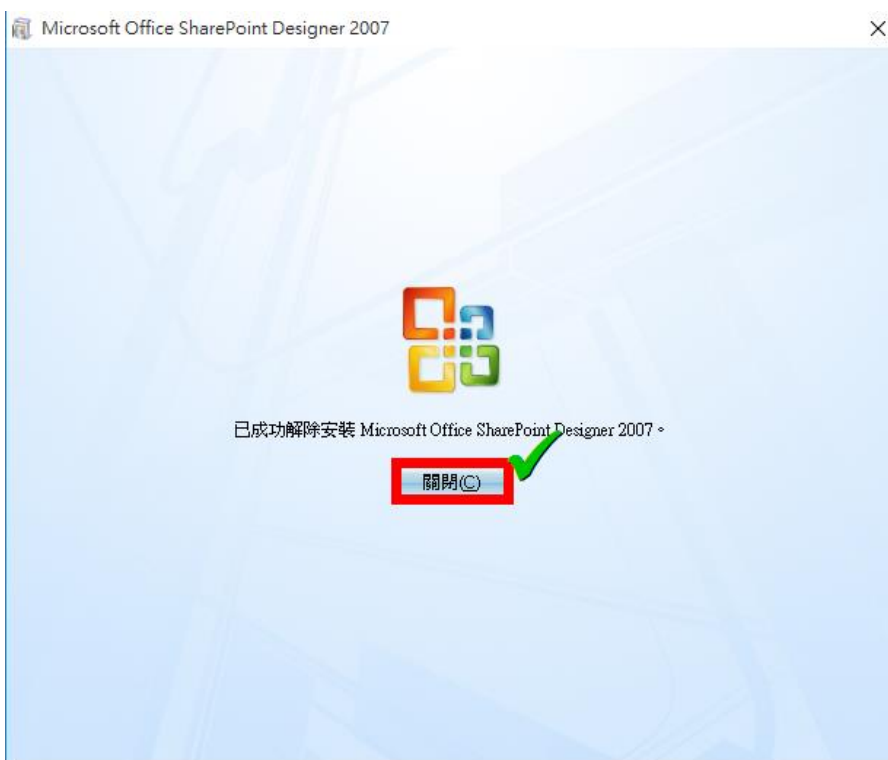 Microsoft Office SharePoint Designer 2007
已成功解除安裝 Microsoft Office SharePoint Designer 2007。
關閉(C)